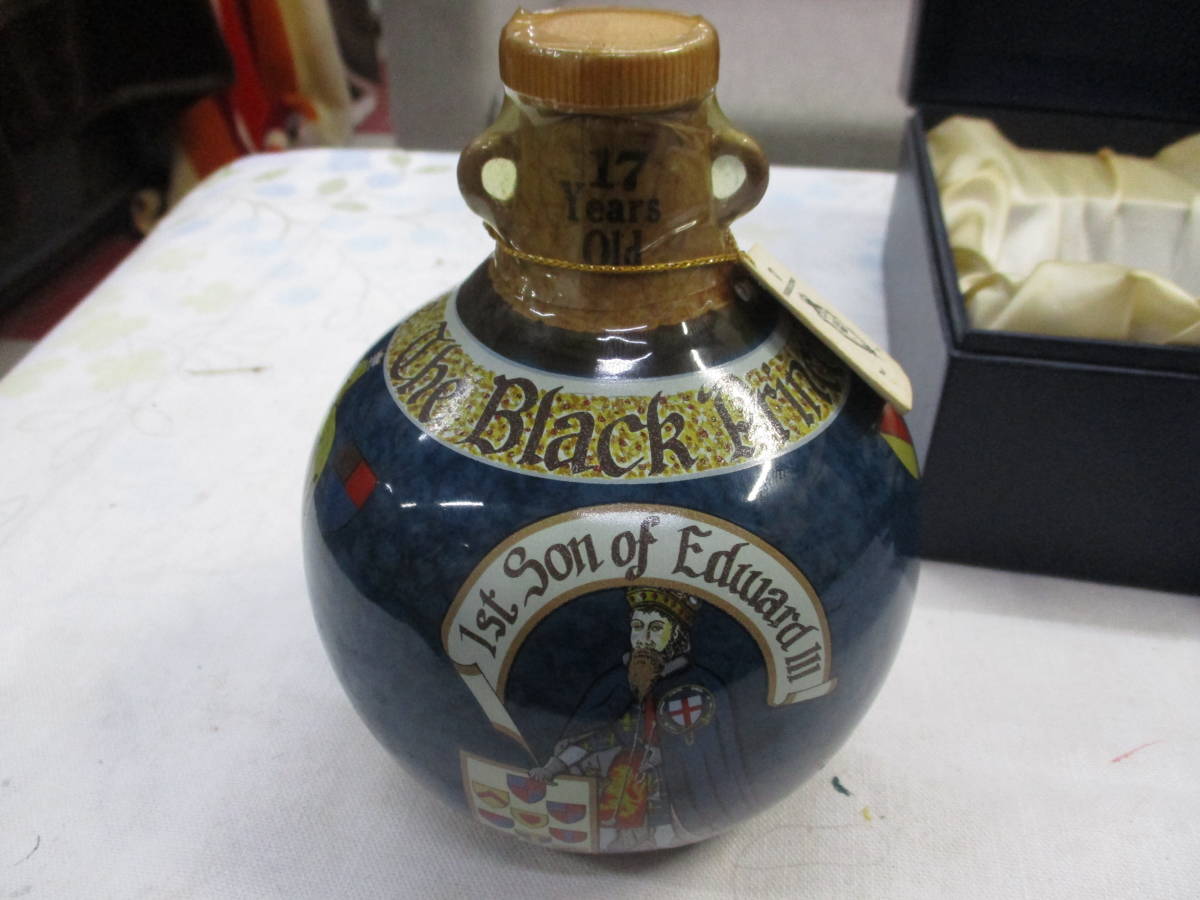 17
Years
Old
The Black Prin
1st Son of Edward III